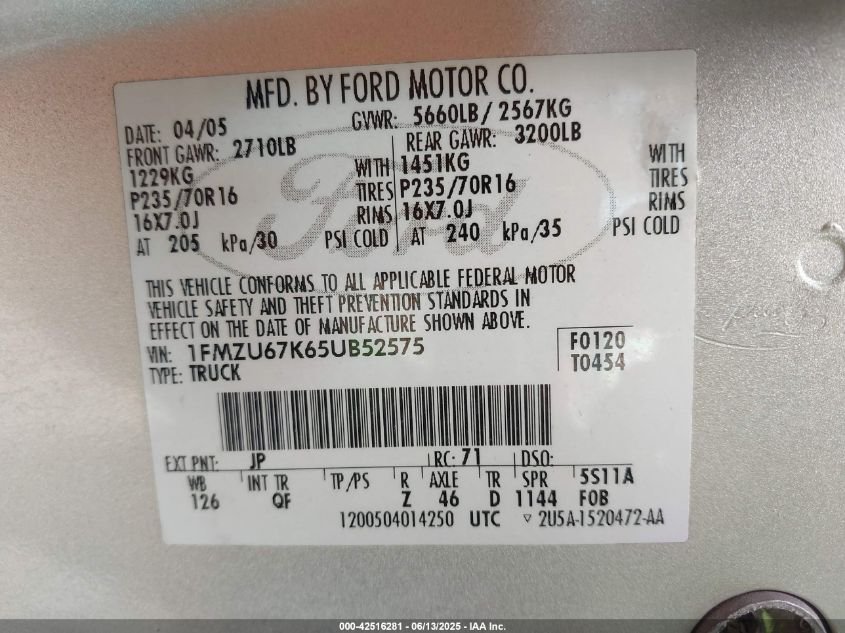 MFD. BY FORD MOTOR CO.
DATE: 04/05 GVWR: 5660LB / 2567KG
FRONT GAWR: 2710LB REAR GAWR: 3200LB
1229KG WITH 1451KG WITH
P235/70R16 TIRES P235/70R16 TIRES
16X7.0J RIMS 16X7.0J RIMS
AT 205 kPa/30 PSI COLD AT 240 kPa/35 PSI COLD
Ford
THIS VEHICLE CONFORMS TO ALL APPLICABLE FEDERAL MOTOR
VEHICLE SAFETY AND THEFT PREVENTION STANDARDS IN
EFFECT ON THE DATE OF MANUFACTURE SHOWN ABOVE.
VIN: 1FMZU67K65UB52575 F0120
TYPE: TRUCK T0454
EXT PNT: JP RC: 71 DSO:
WB INT TR TP/PS R AXLE TR SPR 5S11A
126 QF Z 46 D 1144 FOB
1200504014250 UTC ▽ 2U5A-1520472-AA
000-42516281 - 06/13/2025 - IAA Inc.